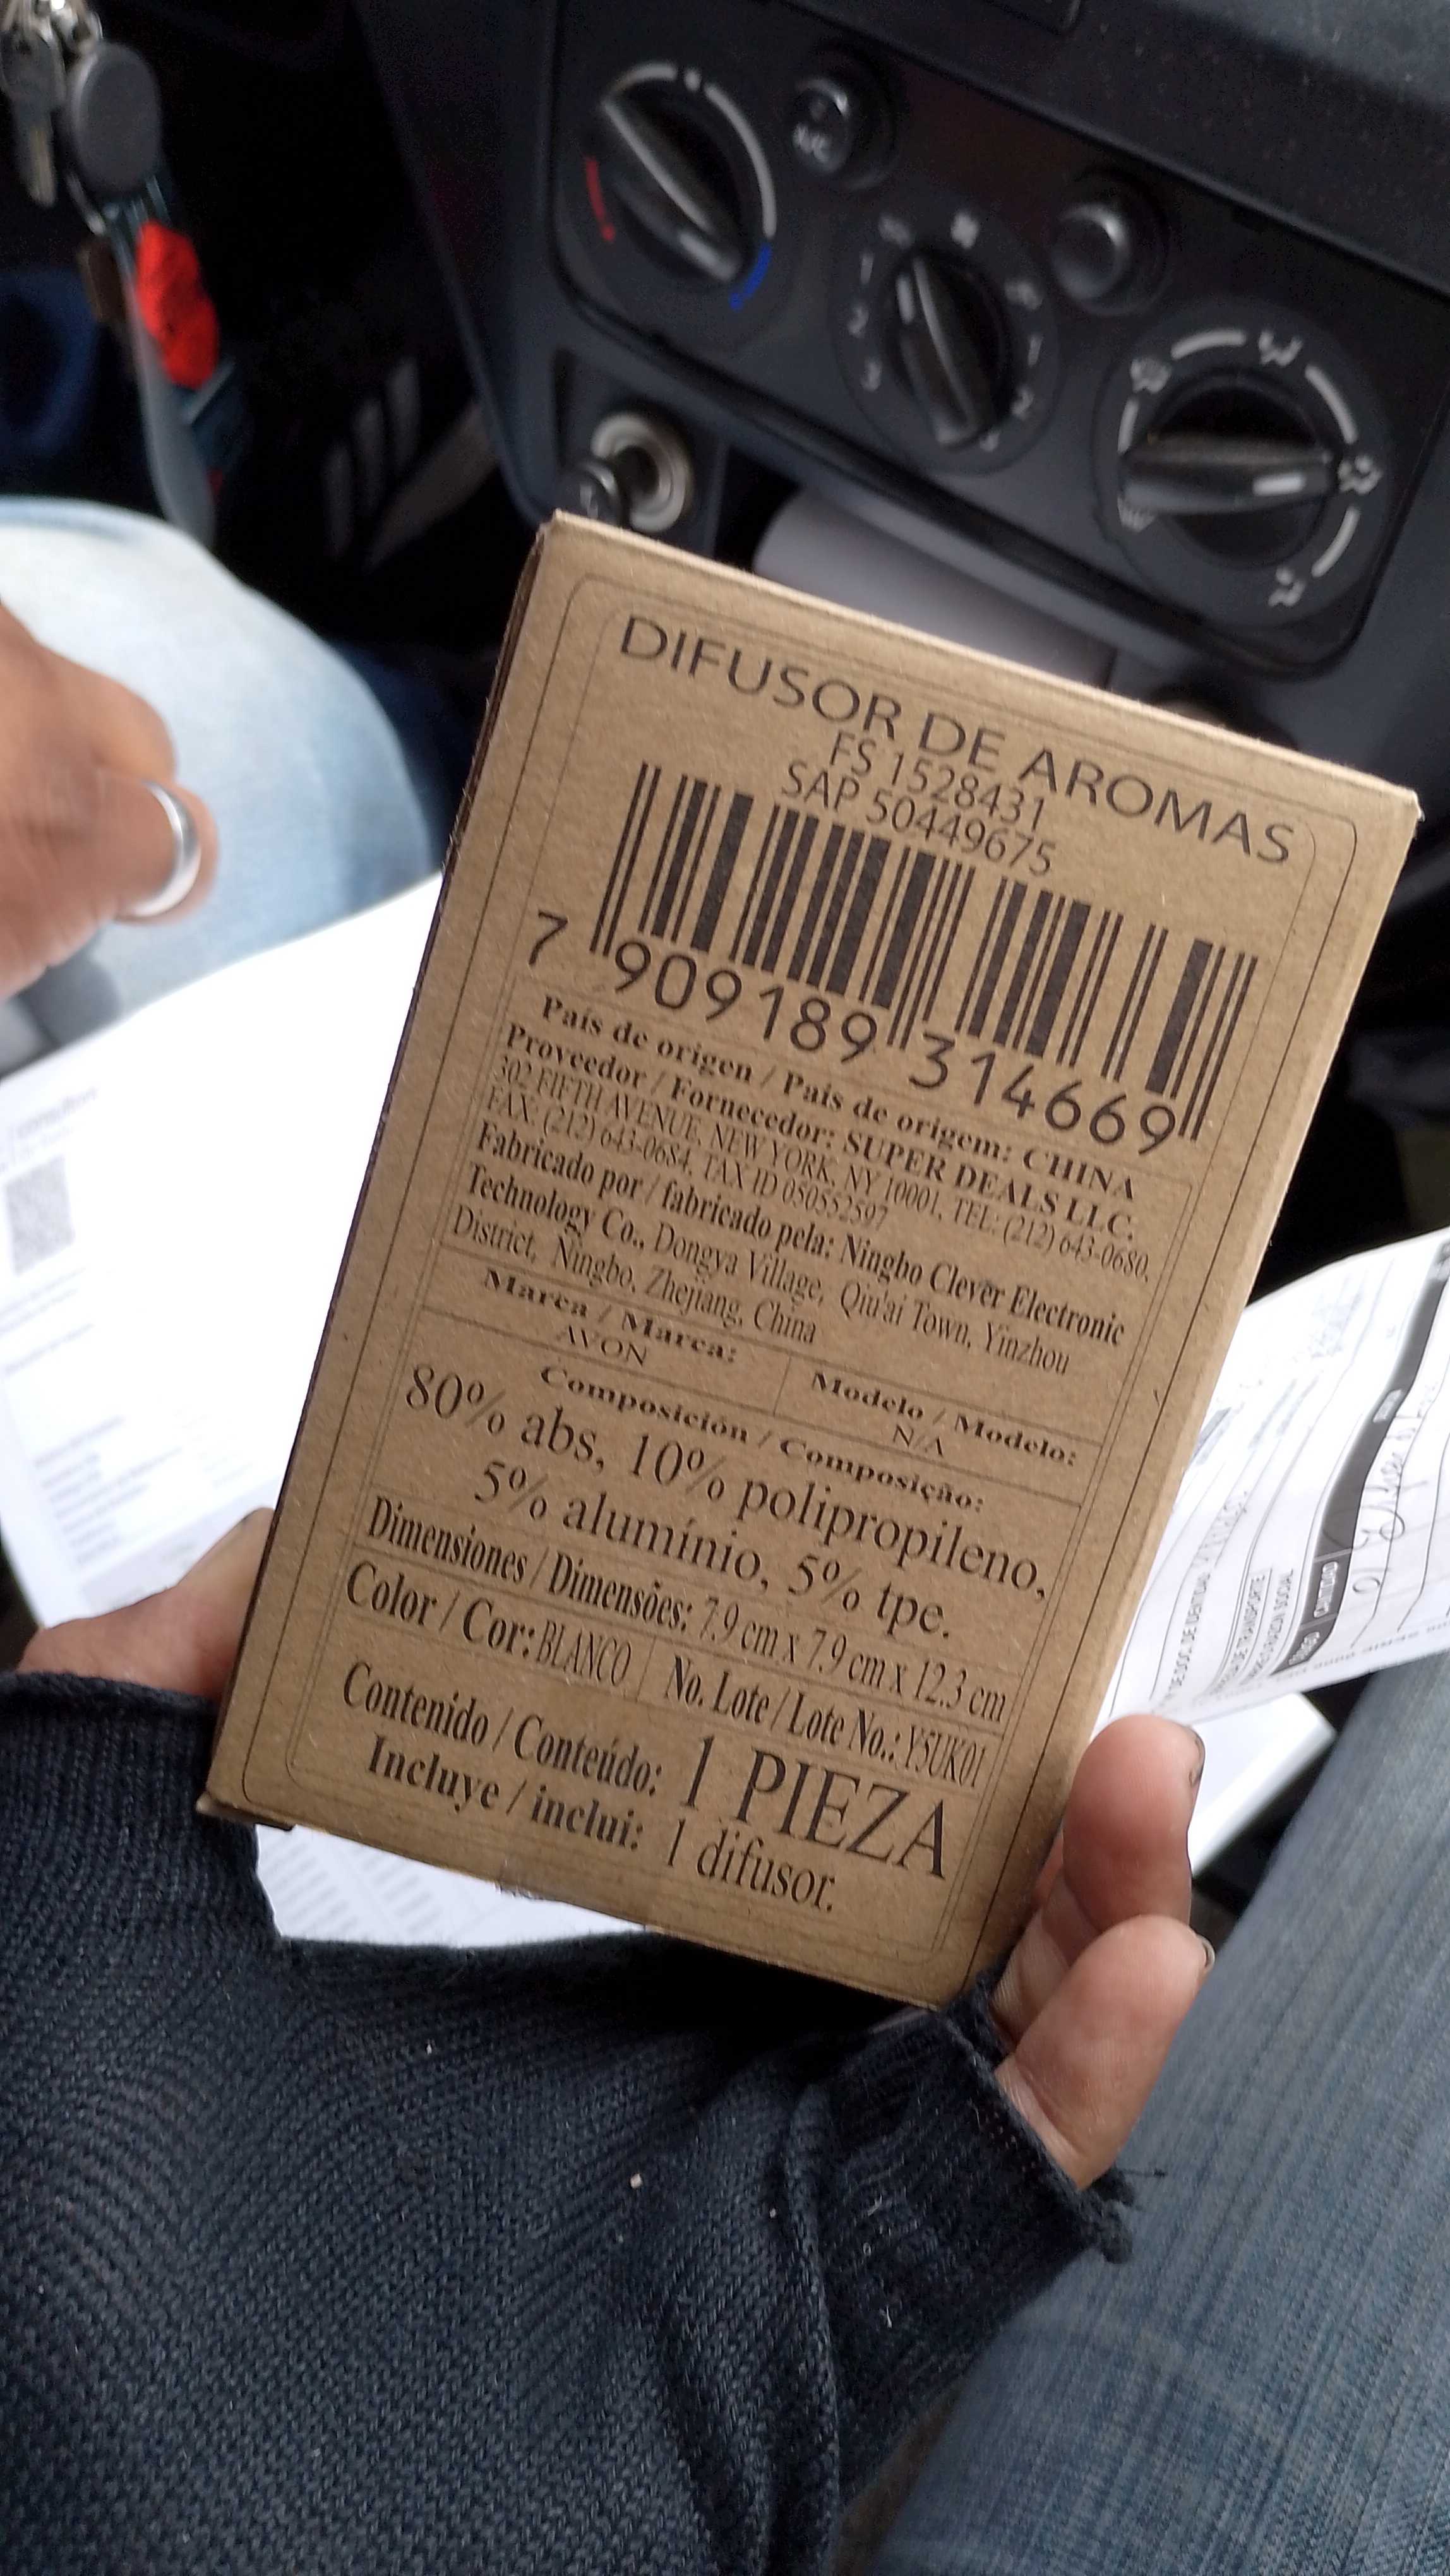 A/C
1
2
3
1
2
DIFUSOR DE AROMAS
FS 1528431
SAP 50449675
7 909189 314669
País de origen / País de origem: CHINA
Proveedor / Fornecedor: SUPER DEALS LLC.
302 FIFTH AVENUE, NEW YORK, NY 10001, TEL: (212) 643-0680,
FAX: (212) 643-0684, TAX ID 050552597
Fabricado por / fabricado pela: Ningbo Clever Electronic
Technology Co., Dongya Village, Qiu'ai Town, Yinzhou
District, Ningbo, Zhejiang, China
Marca / Marca:
AVON
Modelo / Modelo:
N/A
Composición / Composição:
80% abs, 10% polipropileno,
5% alumínio, 5% tpe.
Dimensiones / Dimensões: 7.9 cm x 7.9 cm x 12.3 cm
Color / Cor: BLANCO
No. Lote / Lote No.: Y5UK01
Contenido / Conteúdo: 1 PIEZA
Incluye / inclui: 1 difusor.